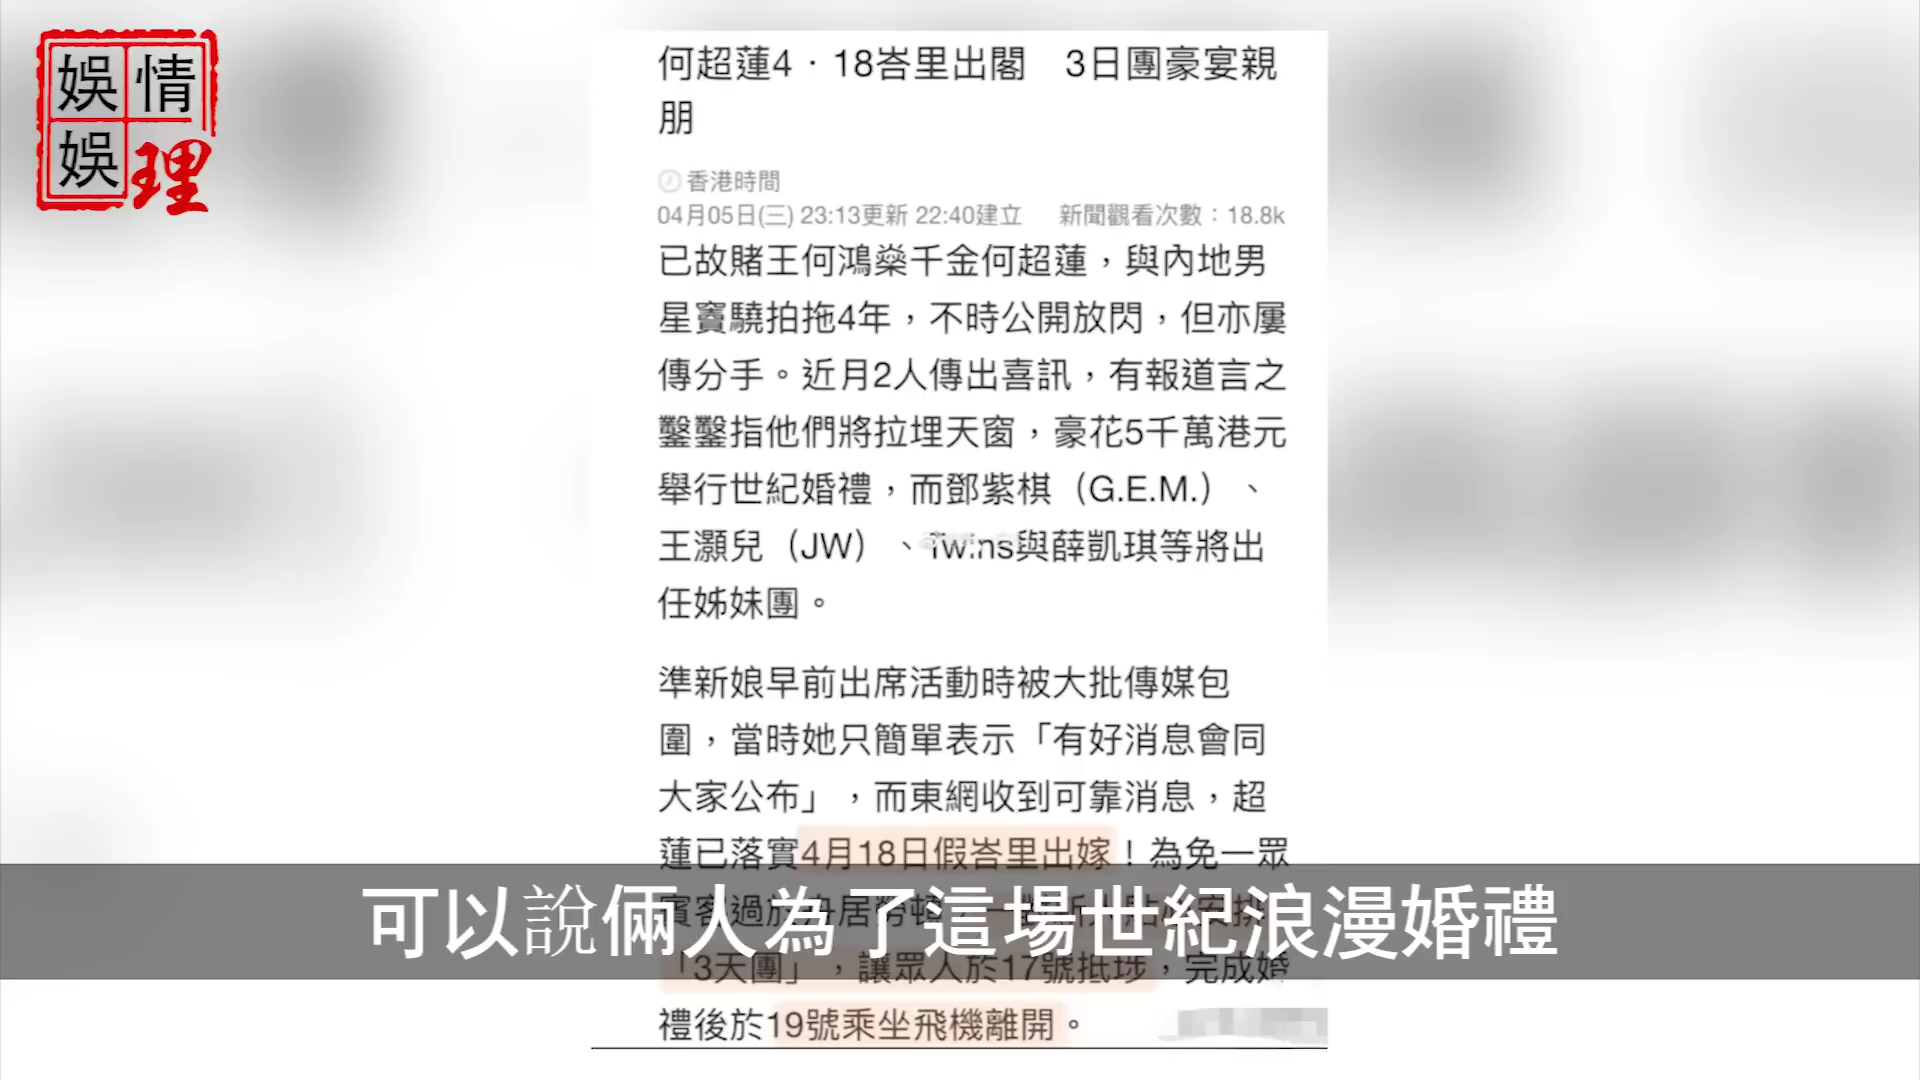 娛情
娛理
何超蓮4．18峇里出閣　3日團豪宴親
朋
香港時間
04月05日(三) 23:13更新 22:40建立　新聞觀看次數：18.8k
已故賭王何鴻燊千金何超蓮，與內地男
星竇驍拍拖4年，不時公開放閃，但亦屢
傳分手。近月2人傳出喜訊，有報道言之
鑿鑿指他們將拉埋天窗，豪花5千萬港元
舉行世紀婚禮，而鄧紫棋（G.E.M.）、
王灝兒（JW）、Twins與薛凱琪等將出
任姊妹團。
準新娘早前出席活動時被大批傳媒包
圍，當時她只簡單表示「有好消息會同
大家公布」，而東網收到可靠消息，超
蓮已落實4月18日假峇里出嫁！為免一眾
可以說倆人為了這場世紀浪漫婚禮
「3天團」，讓眾人於17號抵埗，完成婚
禮後於19號乘坐飛機離開。